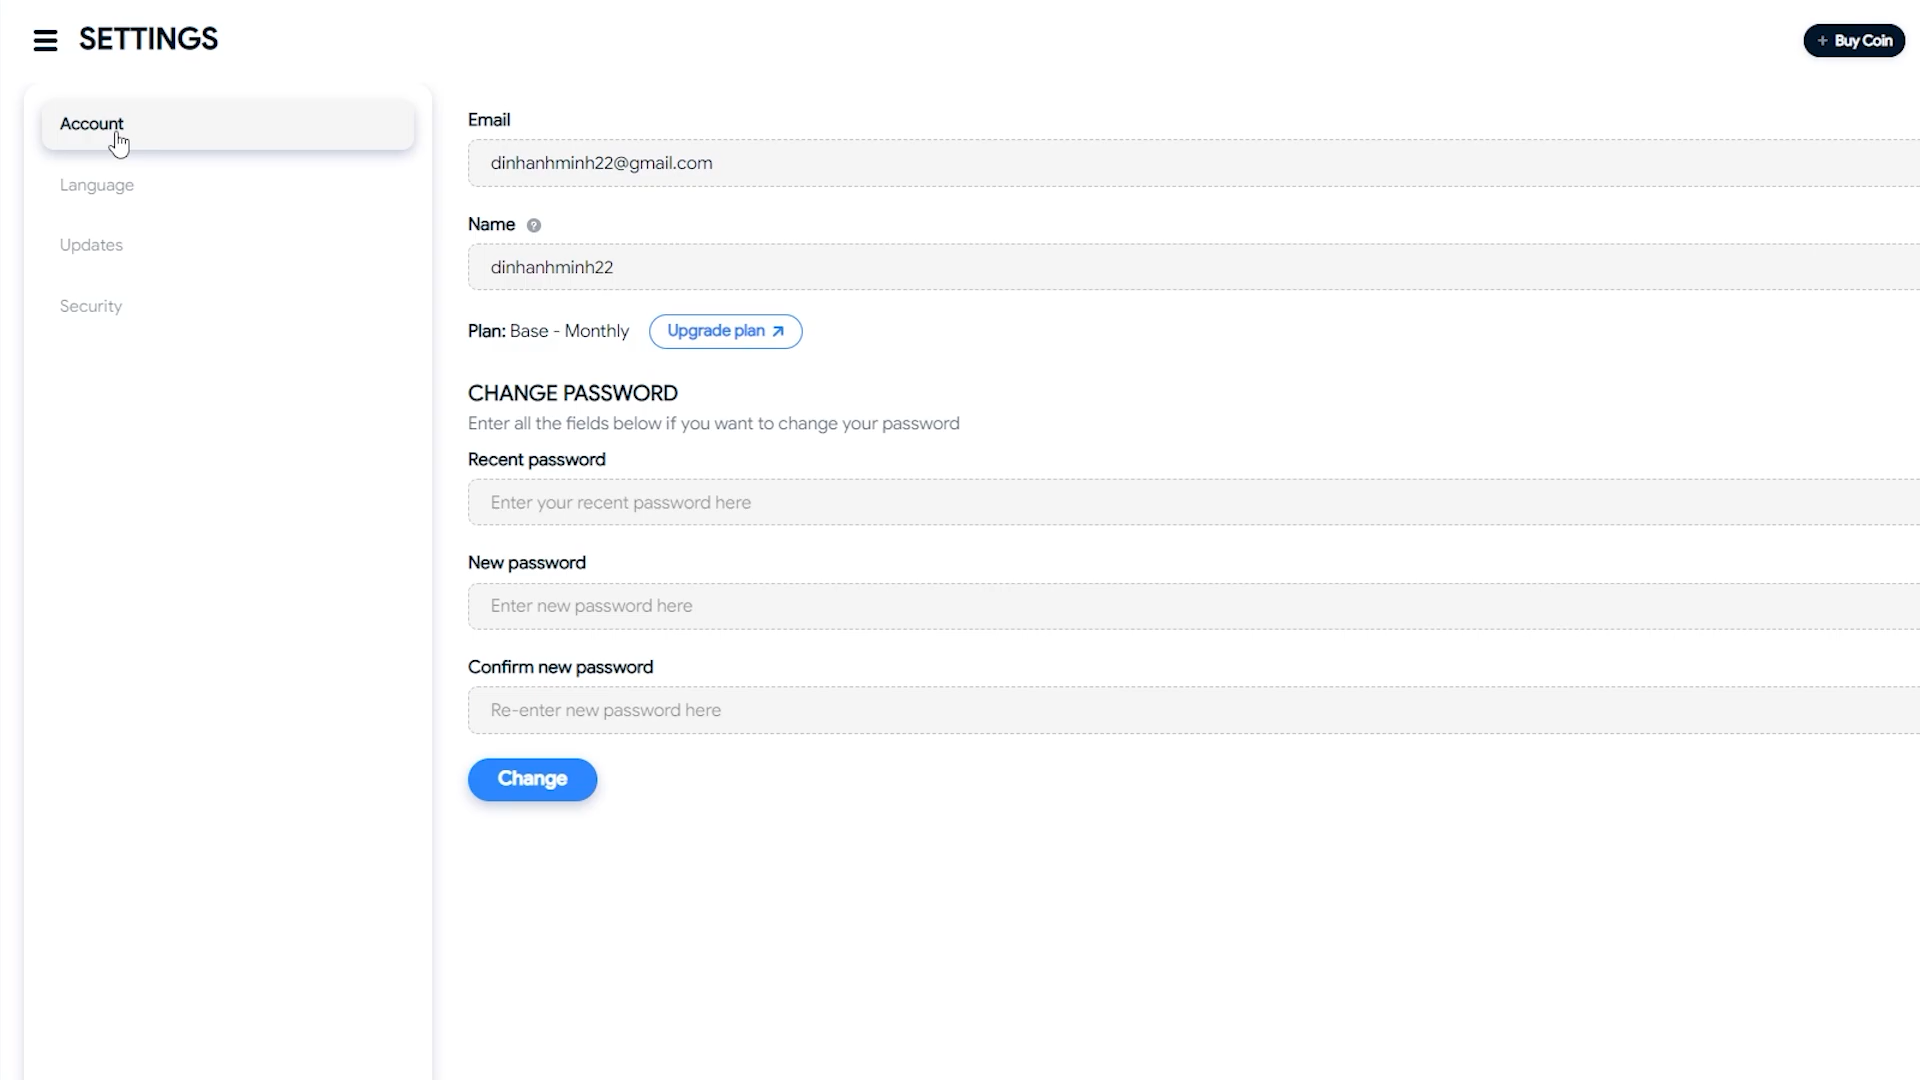 SETTINGS
+ Buy Coin
Account
Language
Updates
Security
Email
dinhanhminh22@gmail.com
Name ?
dinhanhminh22
Plan: Base - Monthly
Upgrade plan
CHANGE PASSWORD
Enter all the fields below if you want to change your password
Recent password
Enter your recent password here
New password
Enter new password here
Confirm new password
Re-enter new password here
Change